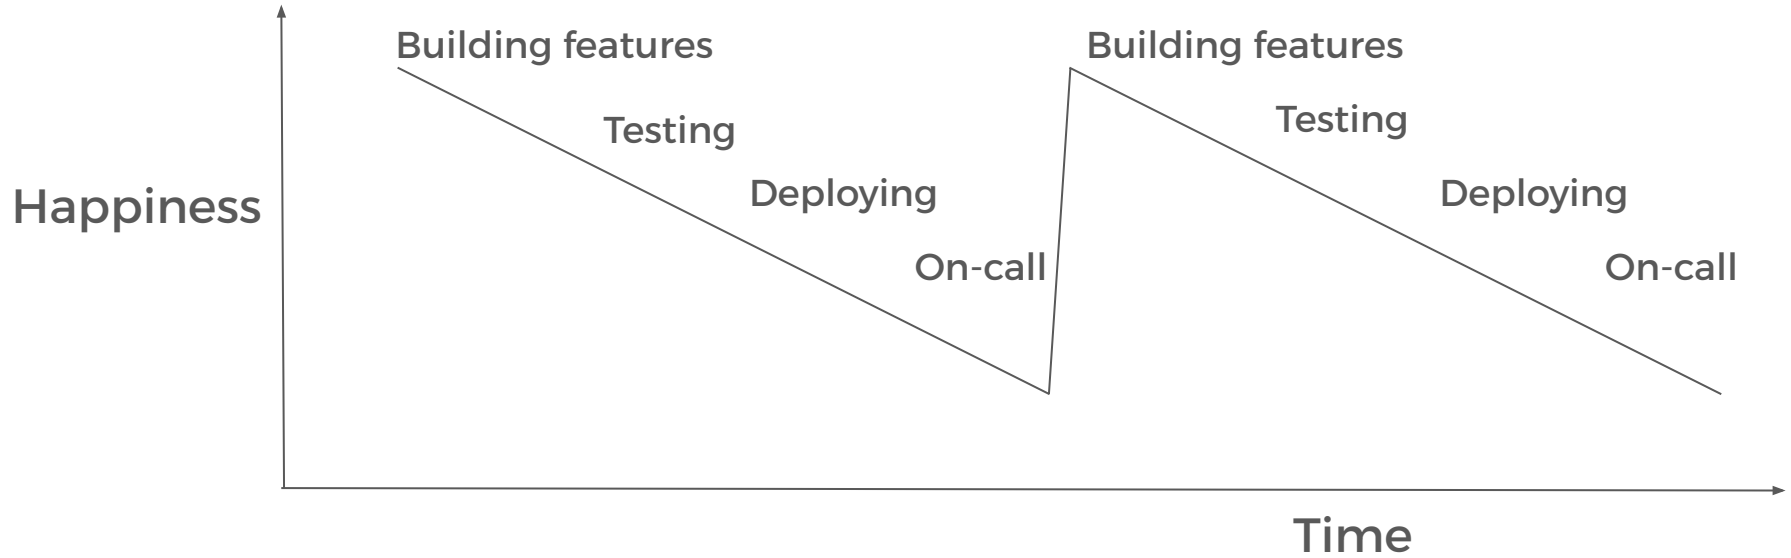 Building features
Building features
Testing
Testing
Happiness
Deploying
Deploying
On-call
On-call
Time